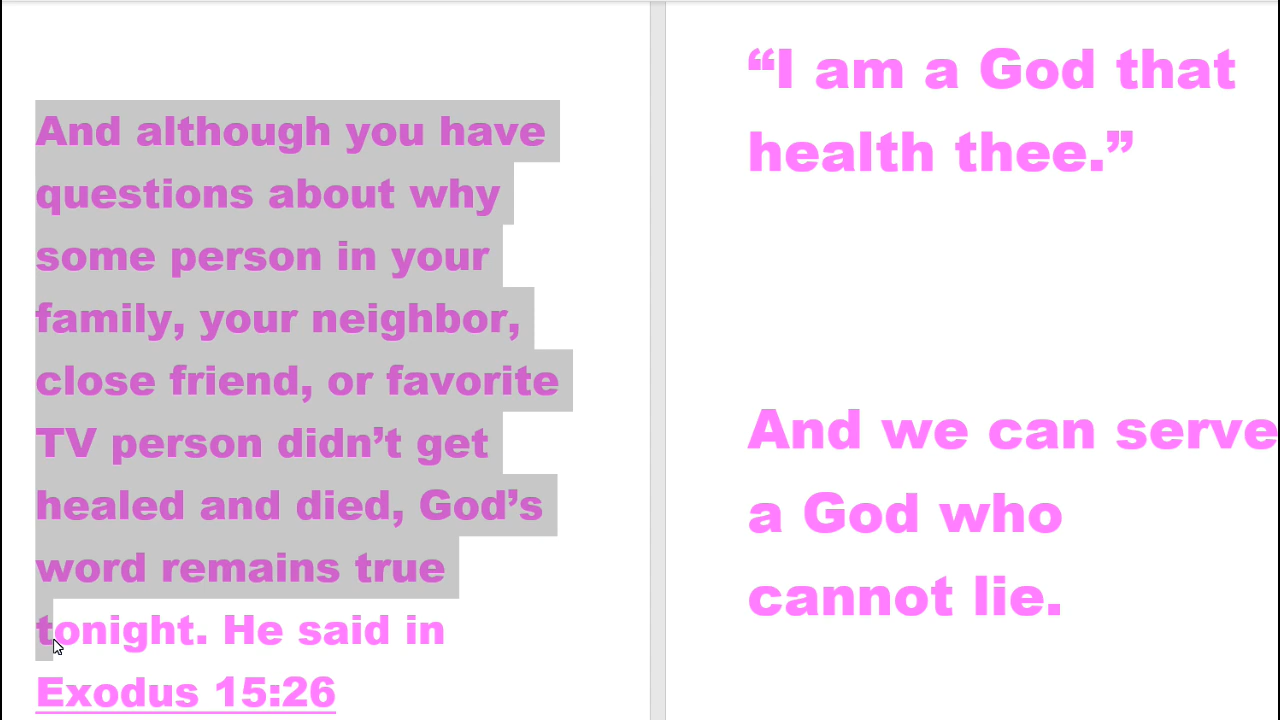 And although you have
questions about why
some person in your
family, your neighbor,
close friend, or favorite
TV person didn’t get
healed and died, God’s
word remains true
tonight. He said in
Exodus 15:26
“I am a God that
health thee.”
And we can serve
a God who
cannot lie.